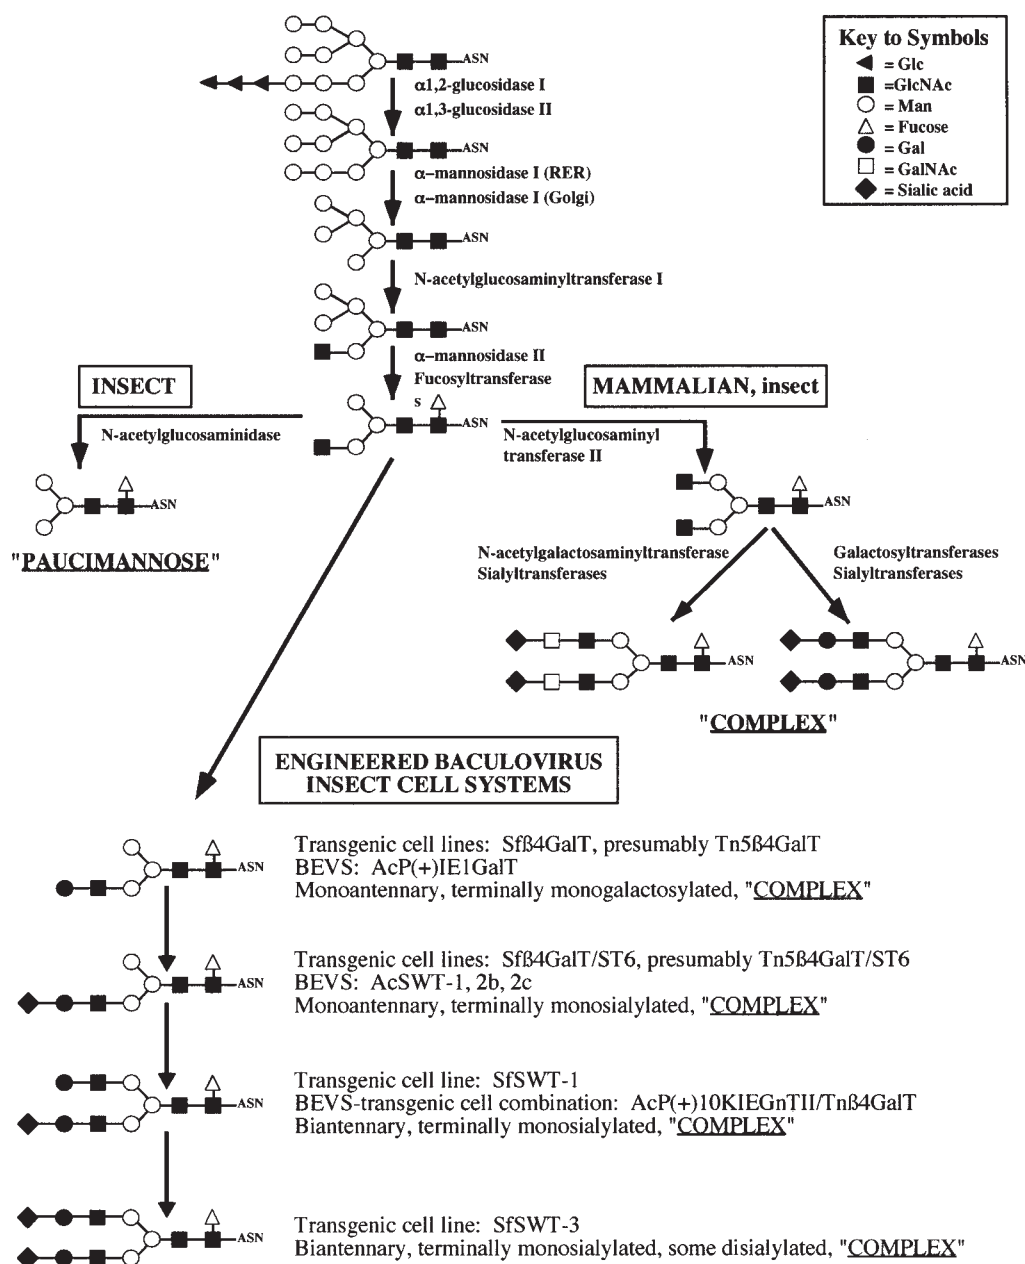 Key to Symbols
= Glc
=GlcNAc
= Man
= Fucose
= Gal
= GalNAc
= Sialic acid
ASN
α1,2-glucosidase I
α1,3-glucosidase II
ASN
α-mannosidase I (RER)
α-mannosidase I (Golgi)
ASN
N-acetylglucosaminyltransferase I
ASN
α-mannosidase II
Fucosyltransferase
s
ASN
INSECT
N-acetylglucosaminidase
ASN
"PAUCIMANNOSE"
MAMMALIAN, insect
N-acetylglucosaminyl
transferase II
ASN
N-acetylgalactosaminyltransferase
Sialyltransferases
Galactosyltransferases
Sialyltransferases
ASN
ASN
"COMPLEX"
ENGINEERED BACULOVIRUS
INSECT CELL SYSTEMS
ASN
Transgenic cell lines: Sfß4GalT, presumably Tn5ß4GalT
BEVS: AcP(+)IE1GalT
Monoantennary, terminally monogalactosylated, "COMPLEX"
ASN
Transgenic cell lines: Sfß4GalT/ST6, presumably Tn5ß4GalT/ST6
BEVS: AcSWT-1, 2b, 2c
Monoantennary, terminally monosialylated, "COMPLEX"
ASN
Transgenic cell line: SfSWT-1
BEVS-transgenic cell combination: AcP(+)10KIEGnTII/Tnß4GalT
Biantennary, terminally monosialylated, "COMPLEX"
ASN
Transgenic cell line: SfSWT-3
Biantennary, terminally monosialylated, some disialylated, "COMPLEX"